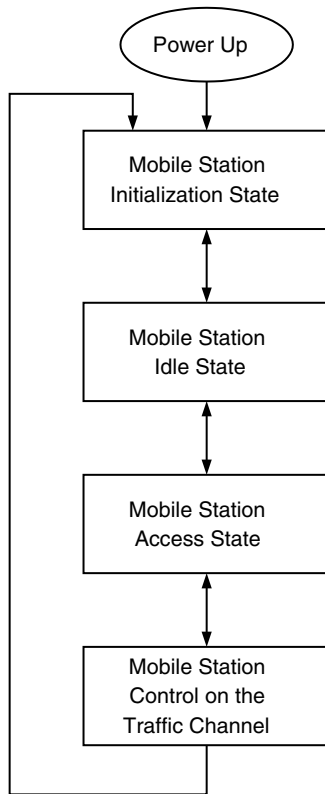 Power Up
Mobile Station
Initialization State
Mobile Station
Idle State
Mobile Station
Access State
Mobile Station
Control on the
Traffic Channel